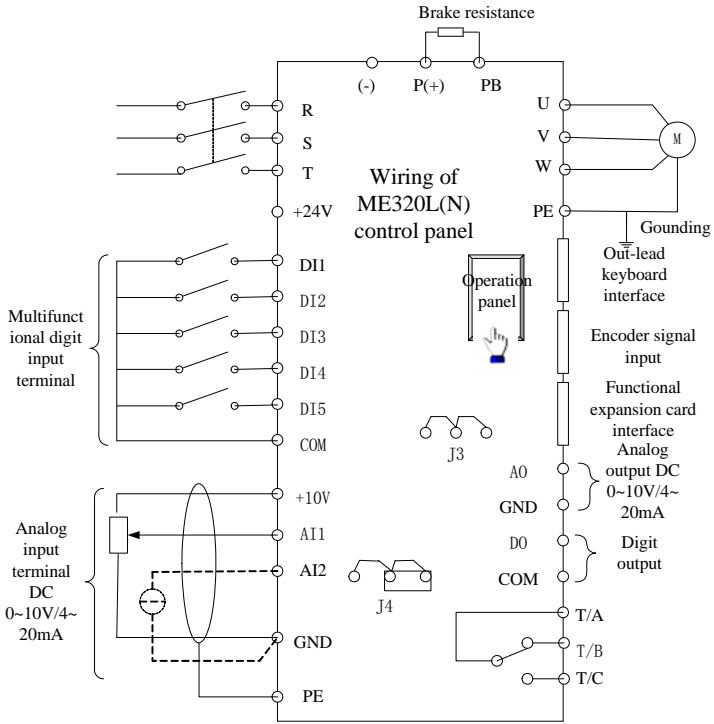 Brake resistance
(-)
P(+)
PB
R
S
T
+24V
DI1
DI2
DI3
DI4
DI5
COM
Multifunct
ional digit
input
terminal
+10V
AI1
AI2
GND
PE
Analog
input
terminal
DC
0~10V/4~
20mA
Wiring of
ME320L(N)
control panel
Operation
panel
J3
J4
U
V
W
PE
M
Grounding
Out-lead
keyboard
interface
Encoder signal
input
Functional
expansion card
interface
Analog
output DC
0~10V/4~
20mA
AO
GND
DO
COM
Digit
output
T/A
T/B
T/C